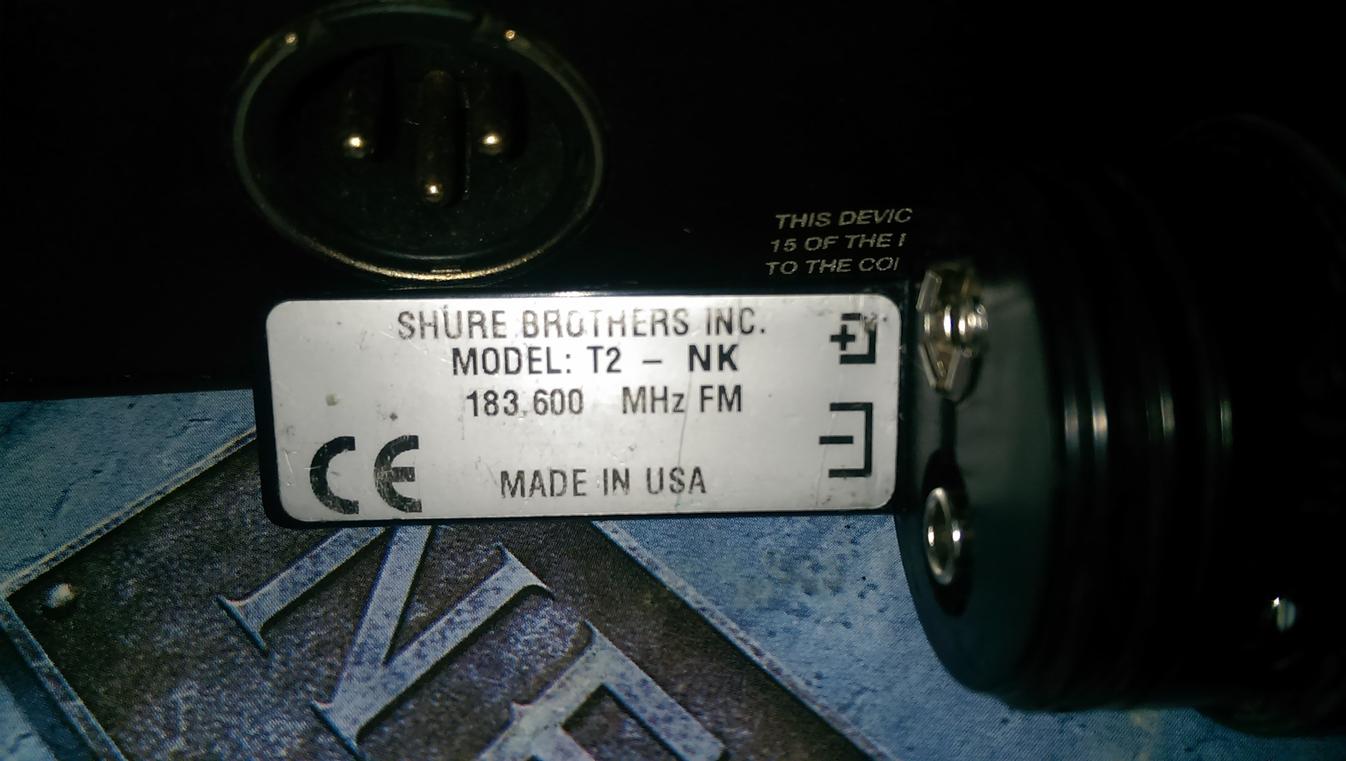 THIS DEVIC
15 OF THE
TO THE
SHURE BROTHERS INC.
MODEL: T2 – NK
183.600 MHz FM
CE
MADE IN USA
+
–